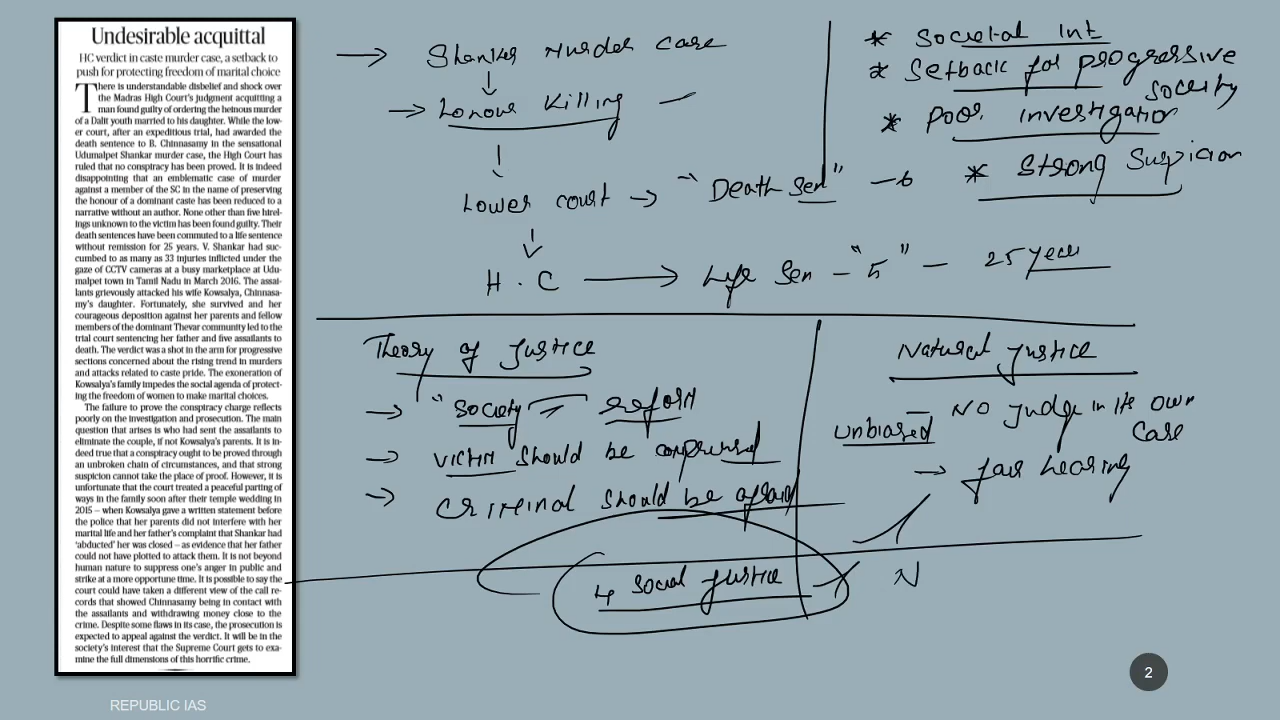 Undesirable acquittal
HC verdict in caste murder case, a setback to
push for protecting freedom of marital choice
There is understandable disbelief and shock over
the Madras High Court's judgment acquitting a
man found guilty of ordering the heinous murder
of a Dalit youth married to his daughter. While the low-
er court, after an expeditious trial, had awarded the
death sentence to B. Chinnasamy in the sensational
Udumalpet Shankar murder case, the High Court has
ruled that no conspiracy has been proved. It is indeed
disappointing that an emblematic case of murder
against a member of the SC in the name of preserving
the honour of a dominant caste has been reduced to a
narrative without an author. None other than five hirel-
ings unknown to the victim has been found guilty. Their
death sentences have been commuted to a life sentence
without remission for 25 years. V. Shankar had suc-
cumbed to as many as 33 injuries inflicted under the
gaze of CCTV cameras at a busy marketplace at Udu-
malpet town in Tamil Nadu in March 2016. The assai-
lants grievously attacked his wife Kowsalya, Chinnasa-
my's daughter. Fortunately, she survived and her
courageous deposition against her parents and fellow
members of the dominant Thevar community led to the
trial court sentencing her father and five assailants to
death. The verdict was a shot in the arm for progressive
sections concerned about the rising trend in murders
and attacks related to caste pride. The exoneration of
Kowsalya's family impedes the social agenda of protect-
ing the freedom of women to make marital choices.
The failure to prove the conspiracy charge reflects
poorly on the investigation and prosecution. The main
question that arises is who had sent the assailants to
eliminate the couple, if not Kowsalya's parents. It is in-
deed true that a conspiracy ought to be proved through
an unbroken chain of circumstances, and that strong
suspicion cannot take the place of proof. However, it is
unfortunate that the court treated a peaceful parting of
ways in the family soon after their temple wedding in
2015 – when Kowsalya gave a written statement before
the police that her parents did not interfere with her
marital life and her father's complaint that Shankar had
'abducted' her was closed – as evidence that her father
could not have plotted to attack them. It is not beyond
human nature to suppress one's anger in public and
strike at a more opportune time. It is possible to say the
court could have taken a different view of the call re-
cords that showed Chinnasamy being in contact with
the assailants and withdrawing money close to the
crime. Despite some flaws in its case, the prosecution is
expected to appeal against the verdict. It will be in the
society's interest that the Supreme Court gets to exa-
mine the full dimensions of this horrific crime.
→ Shanker Murder case
→ Honour Killing –
Lower court → "Death Sen" –
H.C → Life Sen – "5" – 25 year
* Societal Int
* Setback for progressive
society
* Poor investigation
* Strong Suspicion
Theory of Justice
→ "society reform
→ victim should be
→ criminal should be afraid
↳ Social justice
Natural Justice
– No judge in its own
case
Unbiased
→ fair hearing
N
2
REPUBLIC IAS